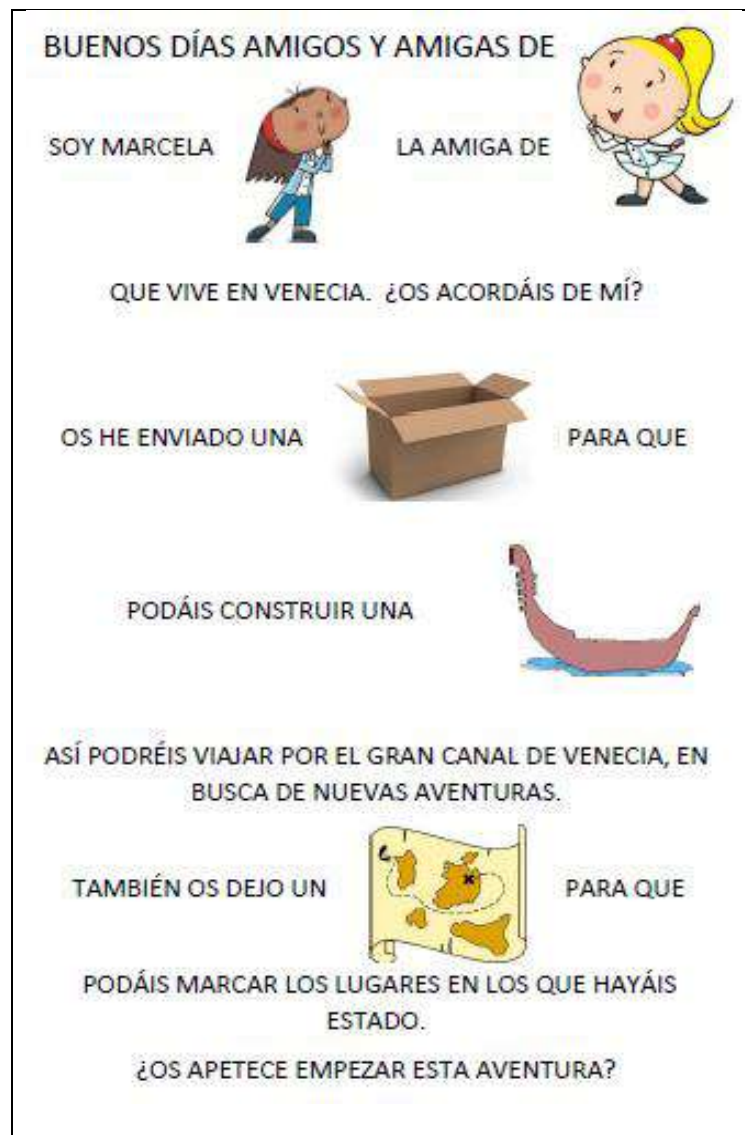 BUENOS DÍAS AMIGOS Y AMIGAS DE
SOY MARCELA LA AMIGA DE
QUE VIVE EN VENECIA. ¿OS ACORDÁIS DE MÍ?
OS HE ENVIADO UNA PARA QUE
PODÁIS CONSTRUIR UNA
ASÍ PODRÉIS VIAJAR POR EL GRAN CANAL DE VENECIA, EN
BUSCA DE NUEVAS AVENTURAS.
TAMBIÉN OS DEJO UN PARA QUE
PODÁIS MARCAR LOS LUGARES EN LOS QUE HAYÁIS
ESTADO.
¿OS APETECE EMPEZAR ESTA AVENTURA?